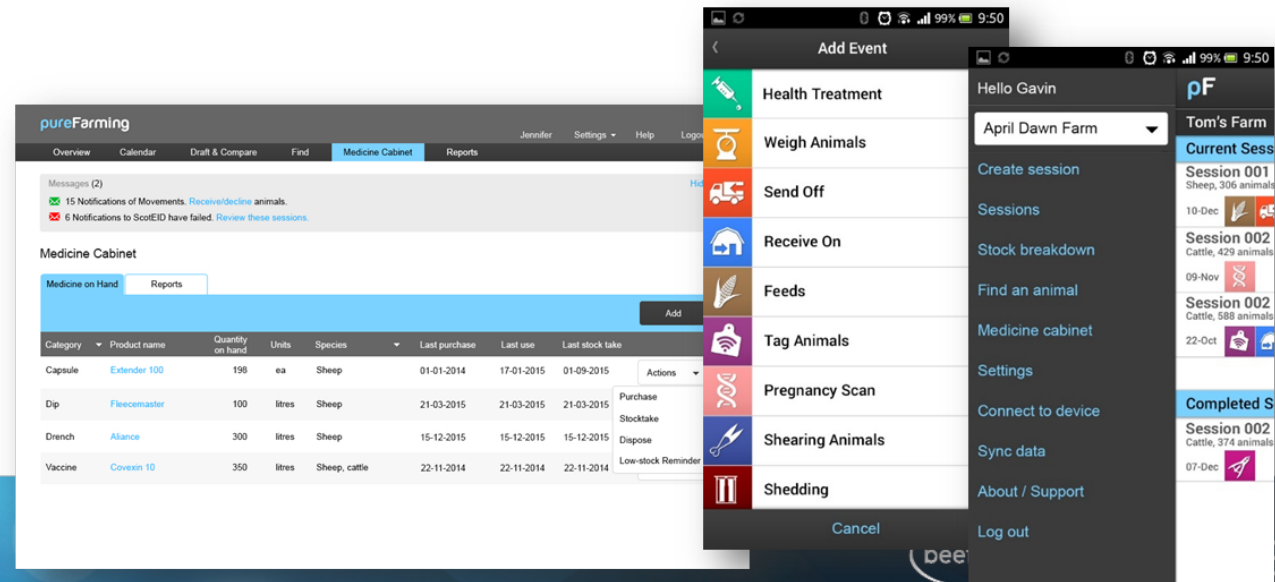 pureFarming
Jennifer Settings Help
Overview Calendar Draft & Compare Find Medicine Cabinet Reports
Messages (2)
15 Notifications of Movements. Receive/decline animals.
6 Notifications to ScotEID have failed. Review these sessions.
Medicine Cabinet
Medicine on Hand Reports
Add
Category Product name Quantity on hand Units Species Last purchase Last use Last stock take
Capsule Extender 100 198 ea Sheep 01-01-2014 17-01-2015 01-09-2015 Actions
Dip Fleecemaster 100 litres Sheep 21-03-2015 21-03-2015 21-03-2015
Drench Aliance 300 litres Sheep 15-12-2015 15-12-2015 15-12-2015
Vaccine Covexin 10 350 litres Sheep, cattle 22-11-2014 22-11-2014 22-11-2014
Purchase
Stocktake
Dispose
Low-stock Reminder
99% 9:50
Add Event
Health Treatment
Weigh Animals
Send Off
Receive On
Feeds
Tag Animals
Pregnancy Scan
Shearing Animals
Shedding
Cancel
99% 9:50
Hello Gavin
April Dawn Farm
Create session
Sessions
Stock breakdown
Find an animal
Medicine cabinet
Settings
Connect to device
Sync data
About / Support
Log out
pF
Tom's Farm
Current Sess
Session 001
Sheep, 306 animals
10-Dec
Session 002
Cattle, 429 animals
09-Nov
Session 002
Cattle, 588 animals
22-Oct
Completed S
Session 002
Cattle, 374 animals
07-Dec